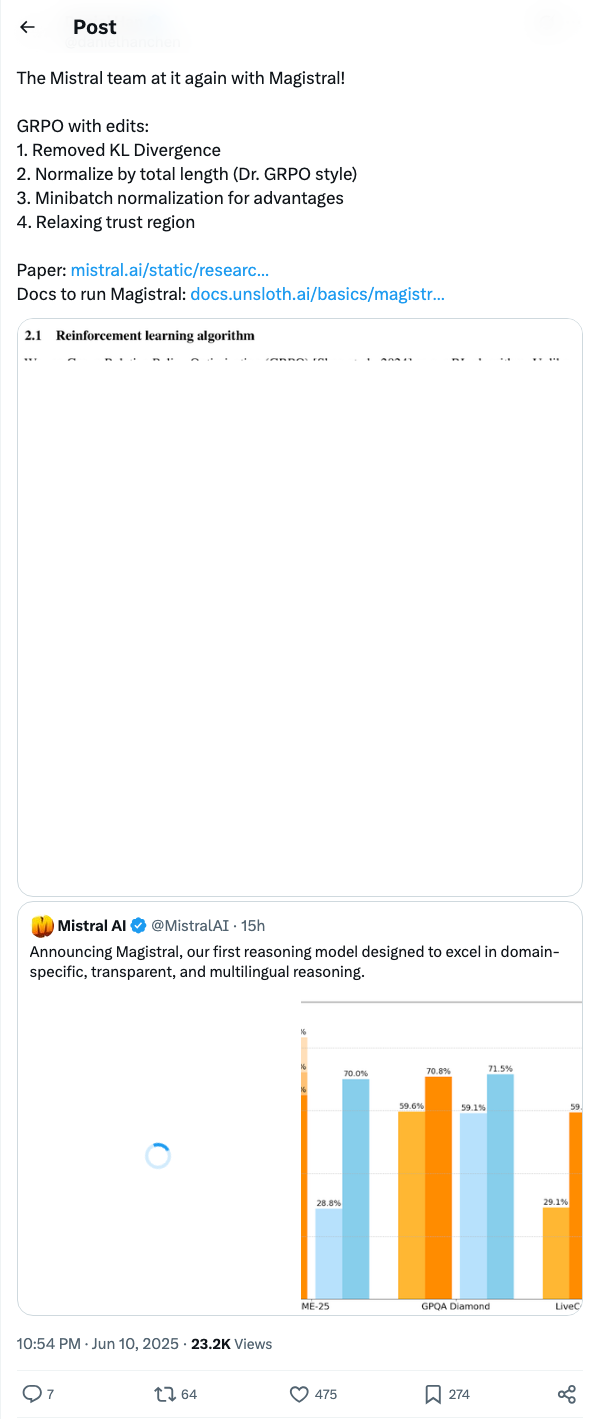 Post
The Mistral team at it again with Magistral!
GRPO with edits:
1. Removed KL Divergence
2. Normalize by total length (Dr. GRPO style)
3. Minibatch normalization for advantages
4. Relaxing trust region
Paper: mistral.ai/static/researc...
Docs to run Magistral: docs.unsloth.ai/basics/magistr...
2.1 Reinforcement learning algorithm
Mistral AI @MistralAI · 15h
Announcing Magistral, our first reasoning model designed to excel in domain-
specific, transparent, and multilingual reasoning.
%
%
%
70.0%
28.8%
59.6%
70.8%
59.1%
71.5%
29.1%
59.
ME-25
GPQA Diamond
LiveC
10:54 PM · Jun 10, 2025 · 23.2K Views
7
64
475
274